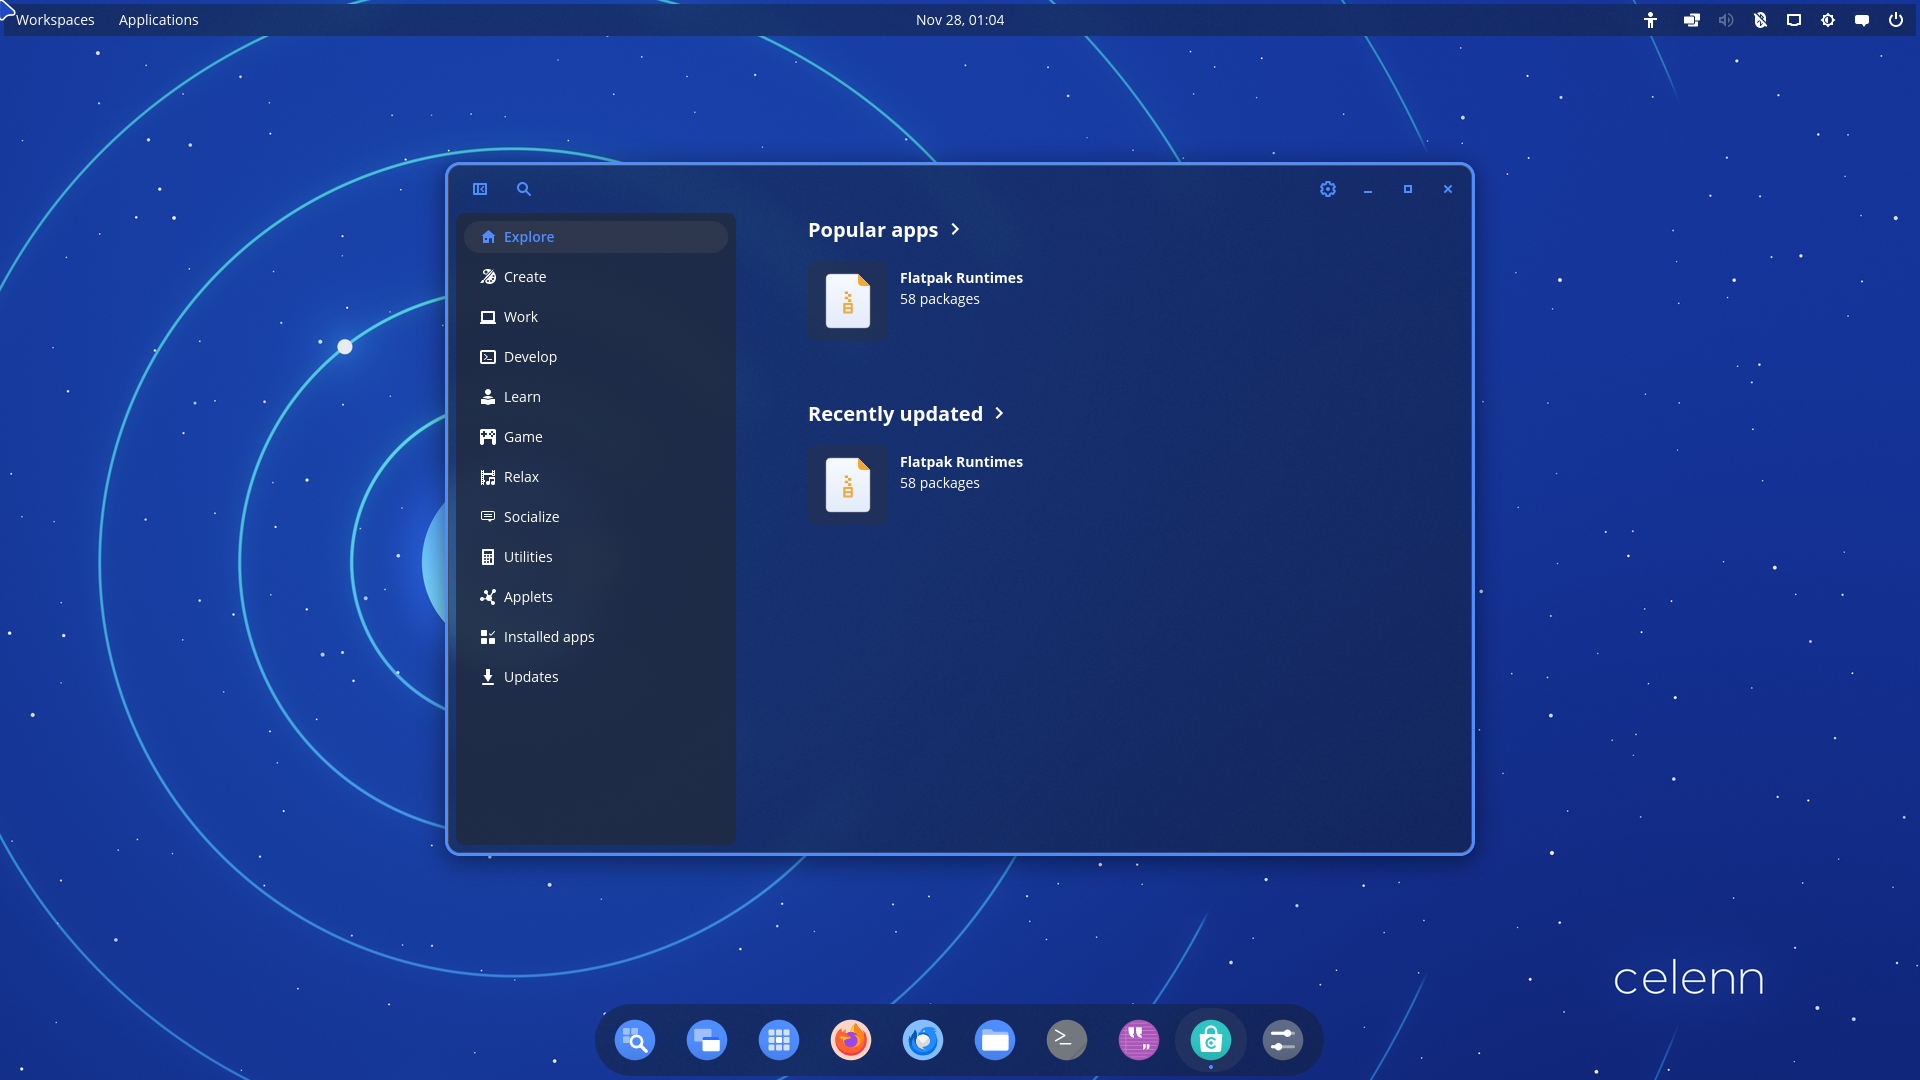 Workspaces
Applications
Nov 28, 01:04
Explore
Create
Work
Develop
Learn
Game
Relax
Socialize
Utilities
Applets
Installed apps
Updates
Popular apps
Flatpak Runtimes
58 packages
Recently updated
Flatpak Runtimes
58 packages
celenn